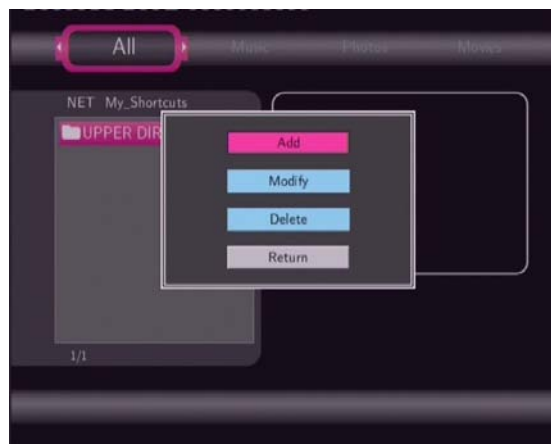 All Music Photos Movies
NET My_Shortcuts
UPPER DIR
Add
Modify
Delete
Return
1/1